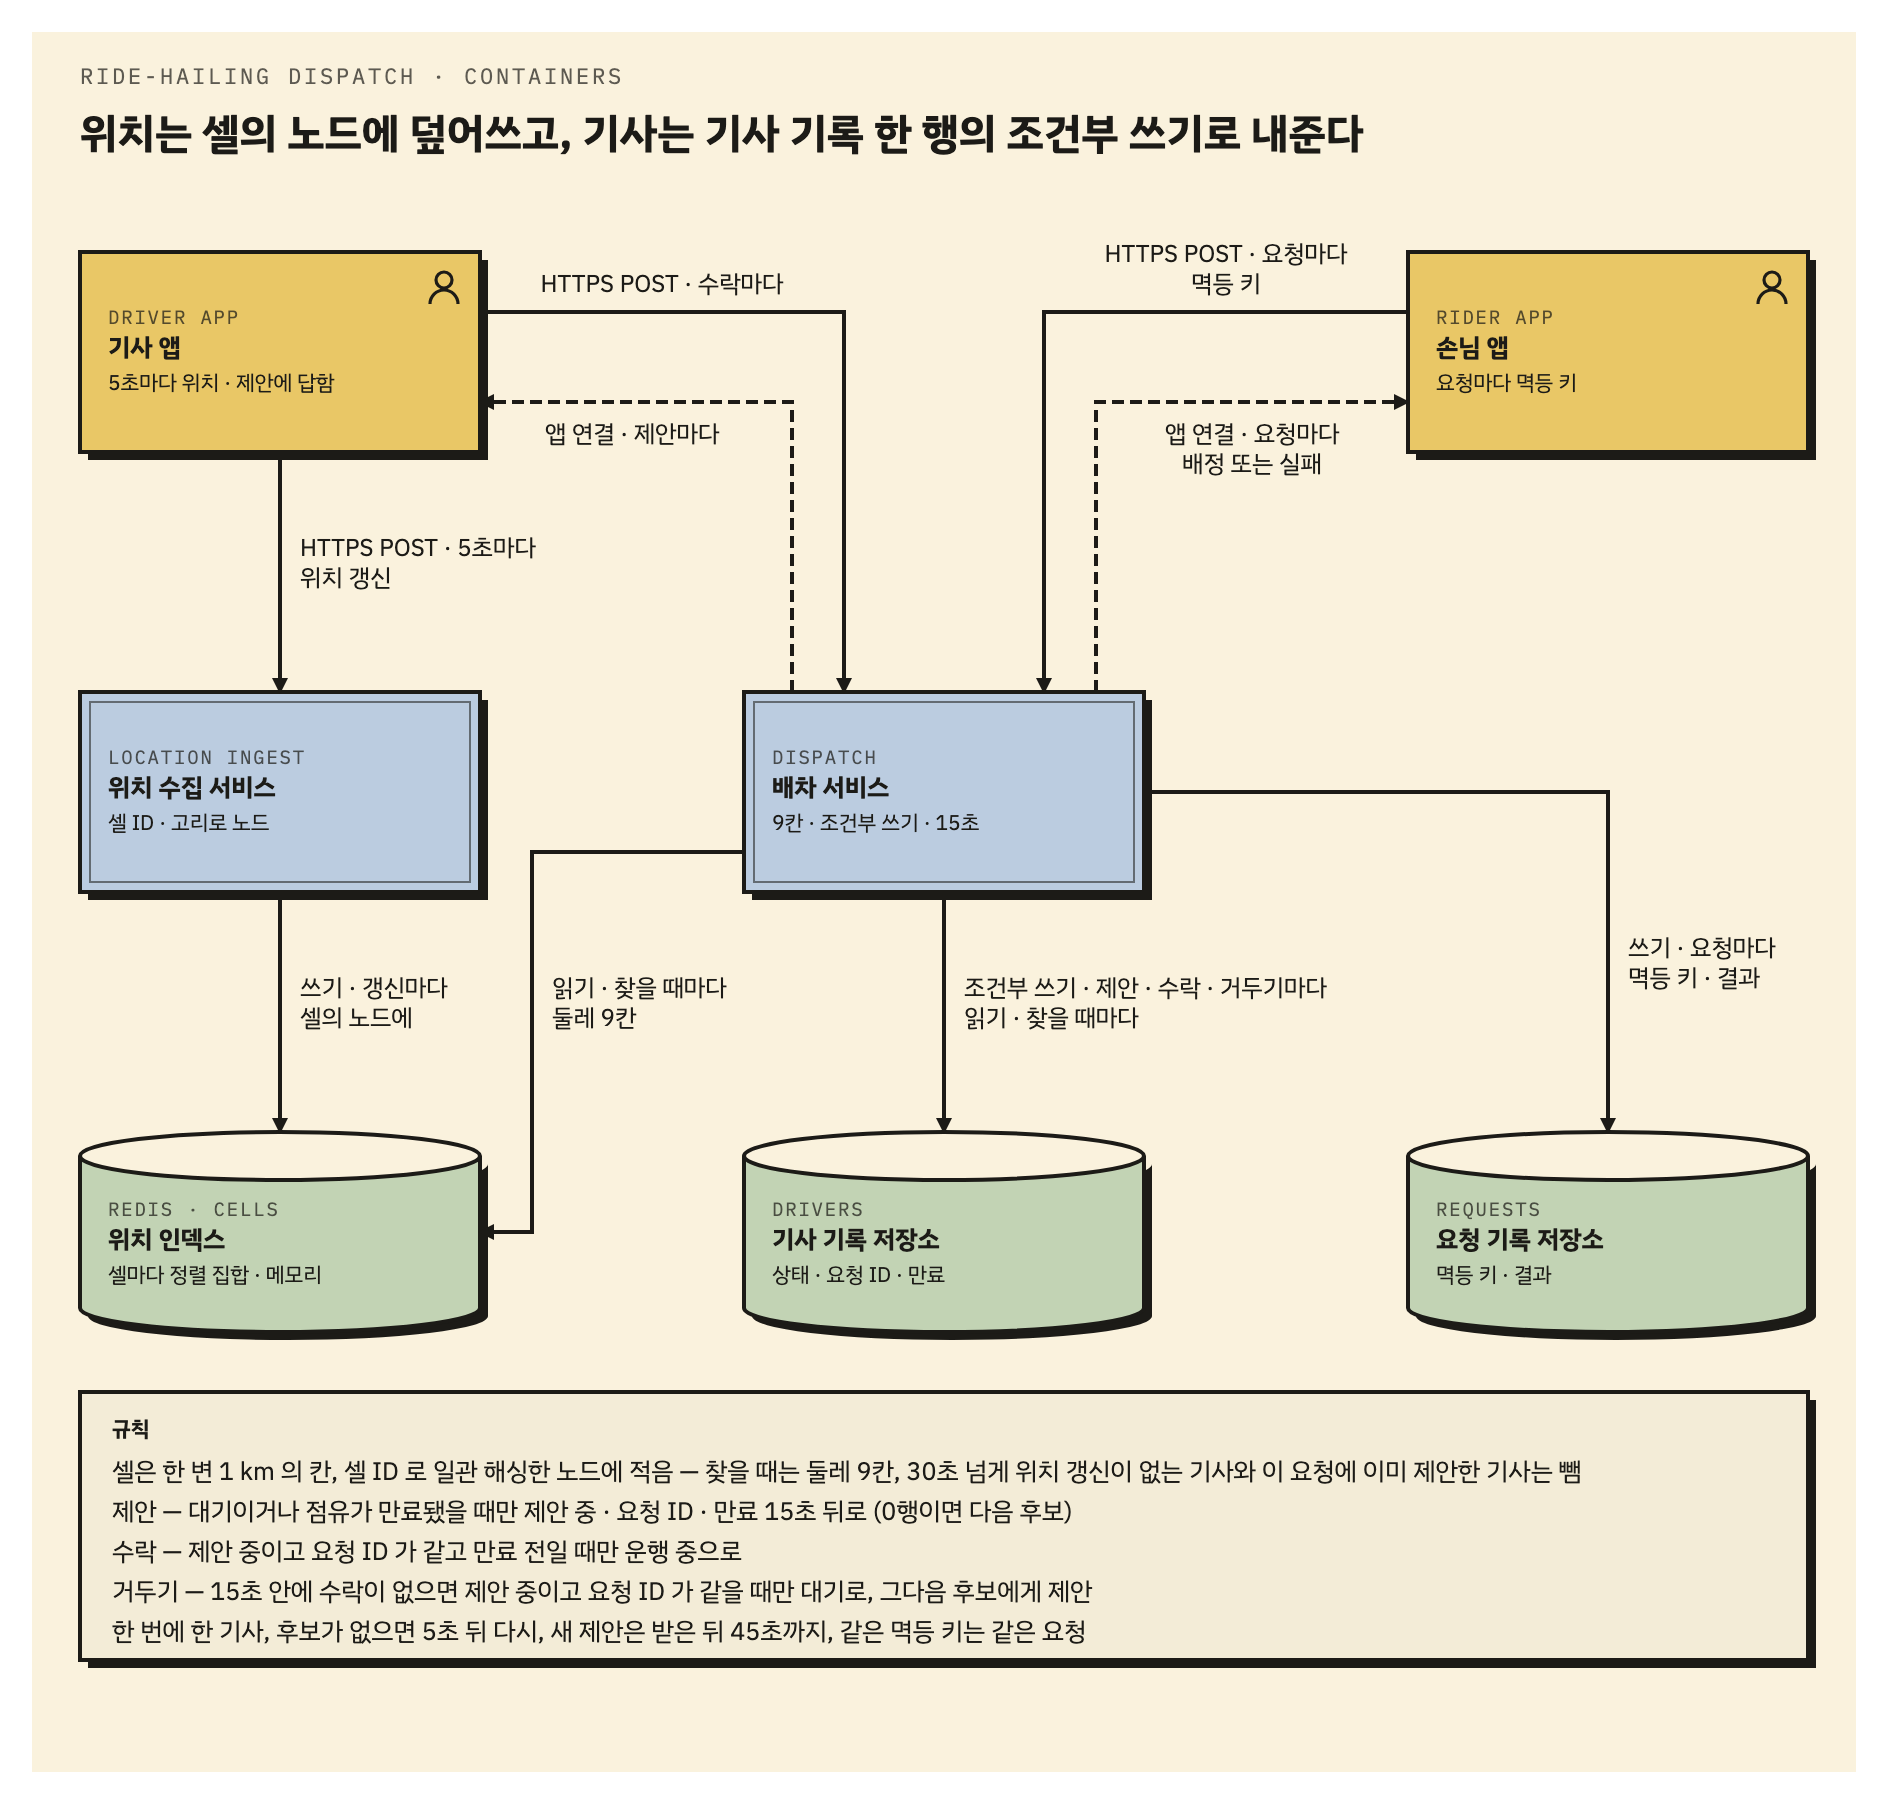 RIDE-HAILING DISPATCH · CONTAINERS
위치는 셀의 노드에 덮어쓰고, 기사는 기사 기록 한 행의 조건부 쓰기로 내준다
HTTPS POST · 수락마다
HTTPS POST · 요청마다
멱등 키
DRIVER APP
기사 앱
5초마다 위치 · 제안에 답함
RIDER APP
손님 앱
요청마다 멱등 키
앱 연결 · 제안마다
앱 연결 · 요청마다
배정 또는 실패
HTTPS POST · 5초마다
위치 갱신
LOCATION INGEST
위치 수집 서비스
셀 ID · 고리로 노드
DISPATCH
배차 서비스
9칸 · 조건부 쓰기 · 15초
쓰기 · 갱신마다
셀의 노드에
읽기 · 찾을 때마다
둘레 9칸
조건부 쓰기 · 제안 · 수락 · 거두기마다
읽기 · 찾을 때마다
쓰기 · 요청마다
멱등 키 · 결과
REDIS · CELLS
위치 인덱스
셀마다 정렬 집합 · 메모리
DRIVERS
기사 기록 저장소
상태 · 요청 ID · 만료
REQUESTS
요청 기록 저장소
멱등 키 · 결과
규칙
셀은 한 변 1 km 의 칸, 셀 ID 로 일관 해싱한 노드에 적음 — 찾을 때는 둘레 9칸, 30초 넘게 위치 갱신이 없는 기사와 이 요청에 이미 제안한 기사는 뺌
제안 — 대기이거나 점유가 만료됐을 때만 제안 중 · 요청 ID · 만료 15초 뒤로 (0행이면 다음 후보)
수락 — 제안 중이고 요청 ID 가 같고 만료 전일 때만 운행 중으로
거두기 — 15초 안에 수락이 없으면 제안 중이고 요청 ID 가 같을 때만 대기로, 그다음 후보에게 제안
한 번에 한 기사, 후보가 없으면 5초 뒤 다시, 새 제안은 받은 뒤 45초까지, 같은 멱등 키는 같은 요청